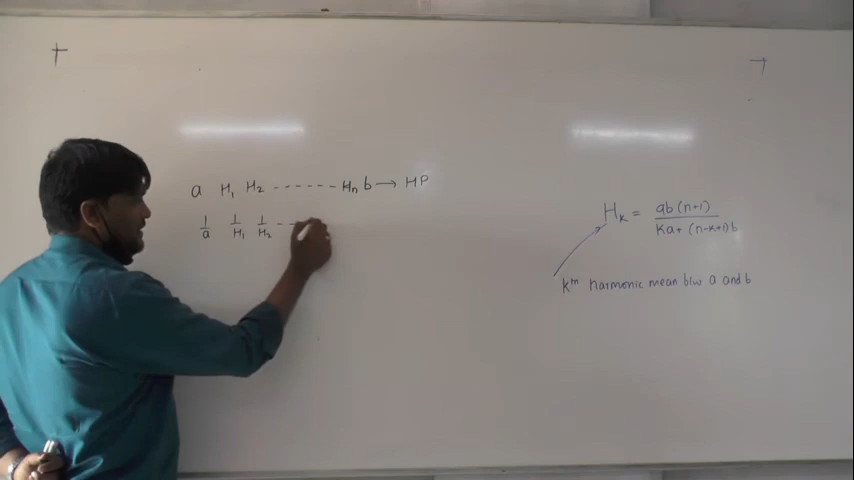 a H₁ H₂ ------ Hₙ b → HP
1/a 1/H₁ 1/H₂ --
Hₖ = ab(n+1)/(Ka+(n-k+1)b)
kᵗʰ harmonic mean b/w a and b